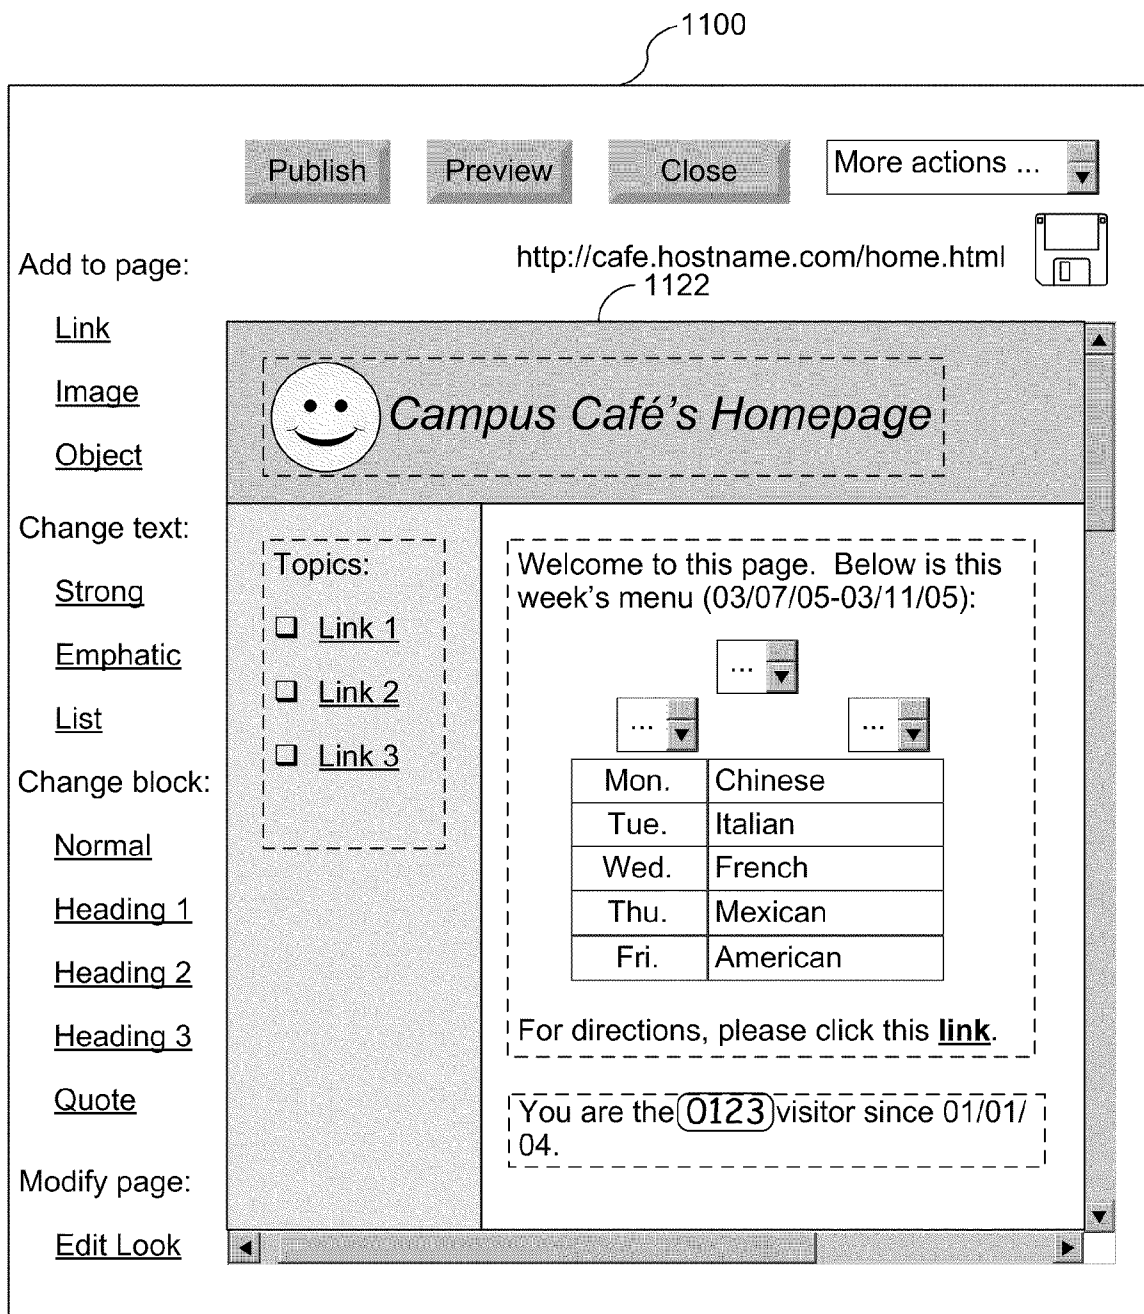 1100
Publish
Preview
Close
More actions ...
http://cafe.hostname.com/home.html
1122
Add to page:
Link
Image
Object
Change text:
Strong
Emphatic
List
Change block:
Normal
Heading 1
Heading 2
Heading 3
Quote
Modify page:
Edit Look
Campus Café's Homepage
Topics:
Link 1
Link 2
Link 3
Welcome to this page. Below is this
week's menu (03/07/05-03/11/05):
...
... ...
Mon. Chinese
Tue. Italian
Wed. French
Thu. Mexican
Fri. American
For directions, please click this link.
You are the 0123 visitor since 01/01/
04.